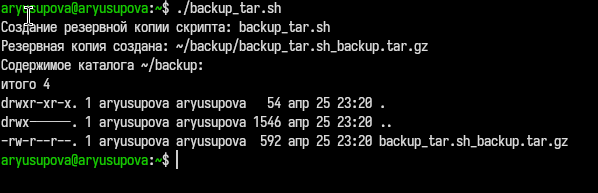 aryusupova@aryusupova:~$ ./backup_tar.sh
Создание резервной копии скрипта: backup_tar.sh
Резервная копия создана: ~/backup/backup_tar.sh_backup.tar.gz
Содержимое каталога ~/backup:
итого 4
drwxr-xr-x. 1 aryusupova aryusupova   54 апр 25 23:20 .
drwx------. 1 aryusupova aryusupova 1546 апр 25 23:20 ..
-rw-r--r--. 1 aryusupova aryusupova  592 апр 25 23:20 backup_tar.sh_backup.tar.gz
aryusupova@aryusupova:~$